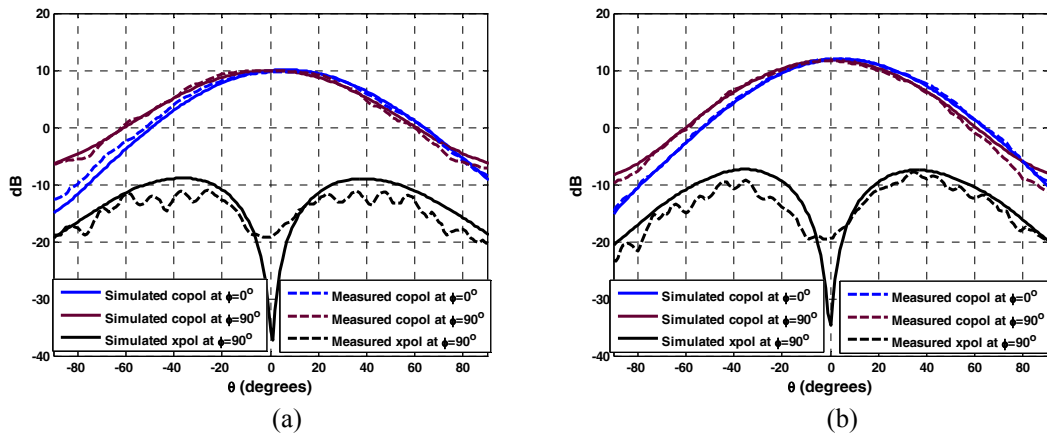 20
10
0
-10
-20
-30
-40
dB
-80 -60 -40 -20 0 20 40 60 80
θ (degrees)
Simulated copol at ϕ=0°
Simulated copol at ϕ=90°
Simulated xpol at ϕ=90°
Measured copol at ϕ=0°
Measured copol at ϕ=90°
Measured xpol at ϕ=90°
(a)
20
10
0
-10
-20
-30
-40
dB
-80 -60 -40 -20 0 20 40 60 80
θ (degrees)
Simulated copol at ϕ=0°
Simulated copol at ϕ=90°
Simulated xpol at ϕ=90°
Measured copol at ϕ=0°
Measured copol at ϕ=90°
Measured xpol at ϕ=90°
(b)